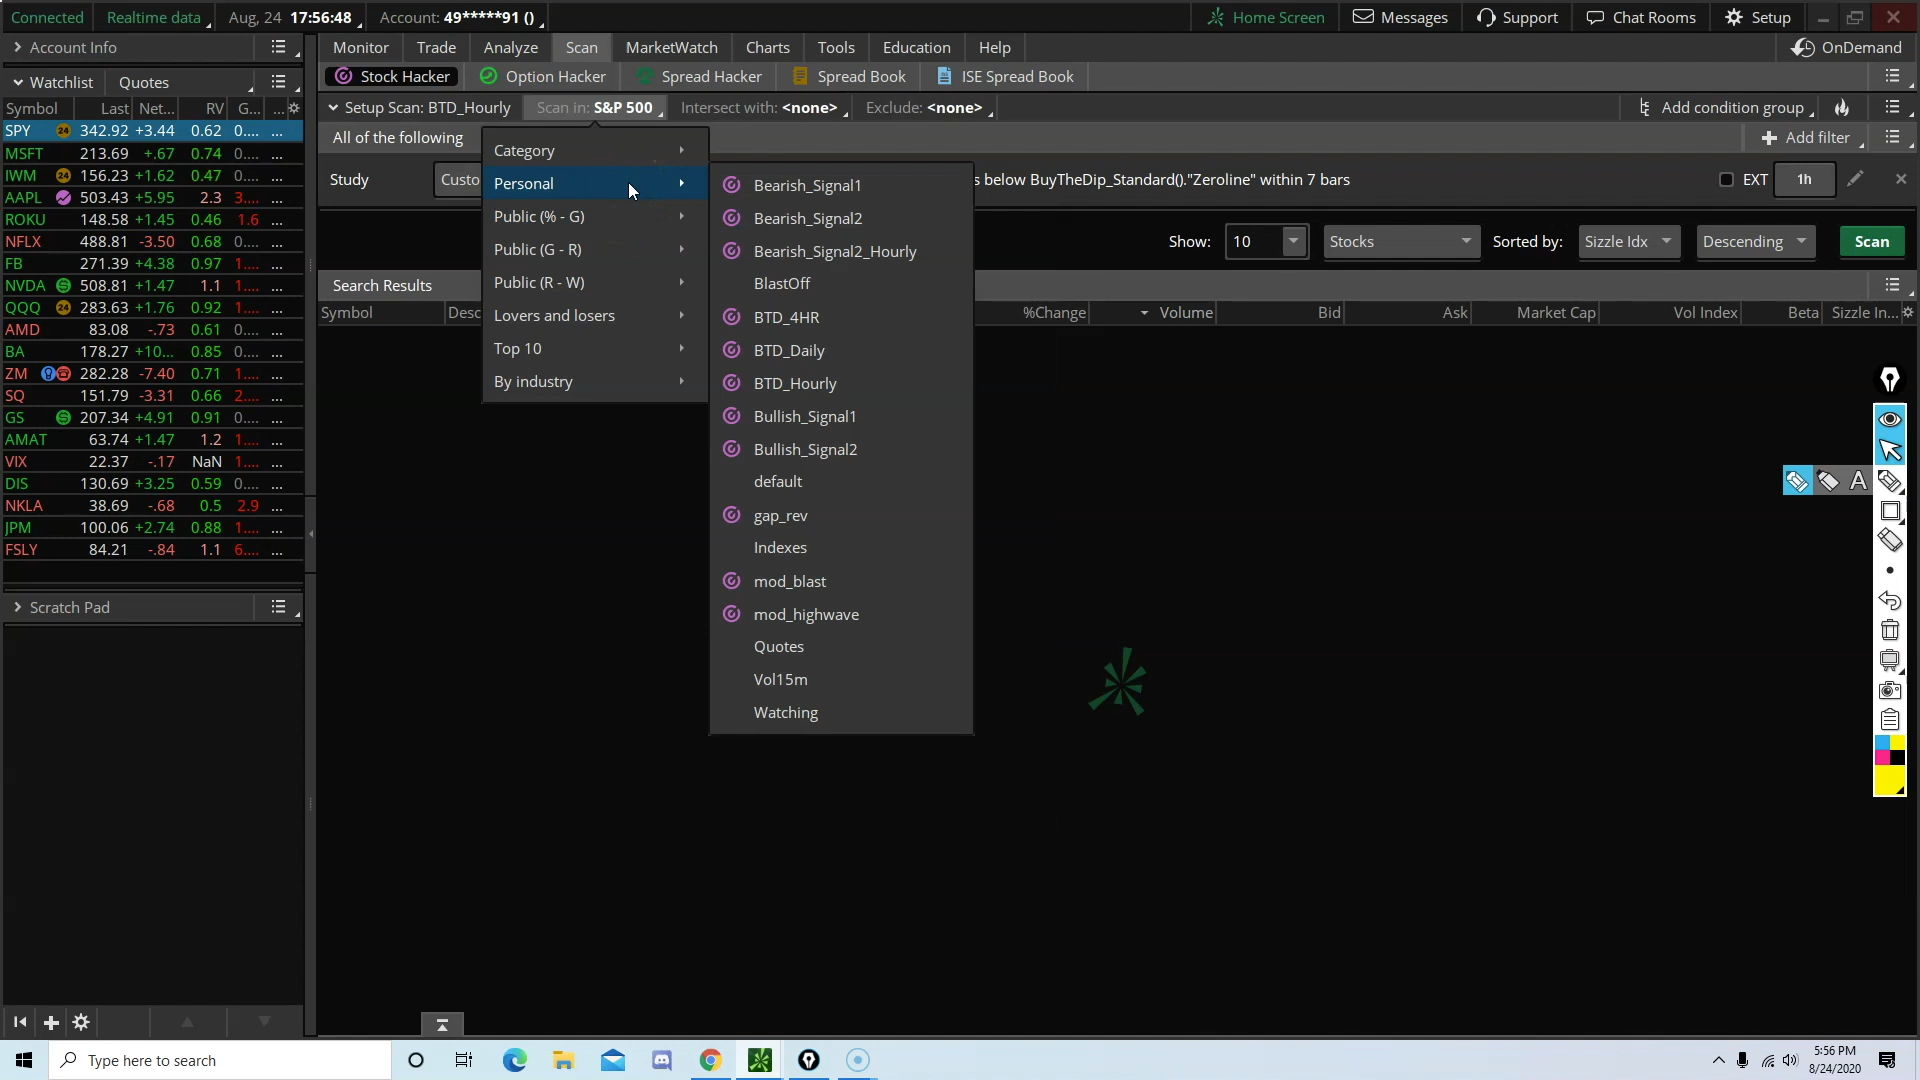 Connected Realtime data Aug, 24 17:56:48 Account: 49*****91 () Home Screen Messages Support Chat Rooms Setup
Account Info
Monitor Trade Analyze Scan MarketWatch Charts Tools Education Help OnDemand
Watchlist Quotes
Stock Hacker Option Hacker Spread Hacker Spread Book ISE Spread Book
Symbol Last Net... RV G... ...
Setup Scan: BTD_Hourly Scan in: S&P 500 Intersect with: <none> Exclude: <none> Add condition group
SPY 24 342.92 +3.44 0.62 0.... ...
MSFT 213.69 +.67 0.74 0.... ...
IWM 24 156.23 +1.62 0.47 0.... ...
AAPL 503.43 +5.95 2.3 3.... ...
ROKU 148.58 +1.45 0.46 1.6 ...
NFLX 488.81 -3.50 0.68 0.... ...
FB 271.39 +4.38 0.97 1.... ...
NVDA 508.81 +1.47 1.1 1.... ...
QQQ 24 283.63 +1.76 0.92 1.... ...
AMD 83.08 -.73 0.61 0.... ...
BA 178.27 +10... 0.85 0.... ...
ZM 282.28 -7.40 0.71 1.... ...
SQ 151.79 -3.31 0.66 2.... ...
GS 207.34 +4.91 0.91 0.... ...
AMAT 63.74 +1.47 1.2 1.... ...
VIX 22.37 -.17 NaN 1.... ...
DIS 130.69 +3.25 0.59 0.... ...
NKLA 38.69 -.68 0.5 2.9 ...
JPM 100.06 +2.74 0.88 1.... ...
FSLY 84.21 -.84 1.1 6.... ...
Scratch Pad
All of the following Add filter
Study Custo s below BuyTheDip_Standard()."Zeroline" within 7 bars EXT 1h
Show: 10 Stocks Sorted by: Sizzle Idx Descending Scan
Search Results
Symbol Desc %Change Volume Bid Ask Market Cap Vol Index Beta Sizzle In...
Category
Personal
Public (% - G)
Public (G - R)
Public (R - W)
Lovers and losers
Top 10
By industry
Bearish_Signal1
Bearish_Signal2
Bearish_Signal2_Hourly
BlastOff
BTD_4HR
BTD_Daily
BTD_Hourly
Bullish_Signal1
Bullish_Signal2
default
gap_rev
Indexes
mod_blast
mod_highwave
Quotes
Vol15m
Watching
A
Type here to search
5:56 PM
8/24/2020